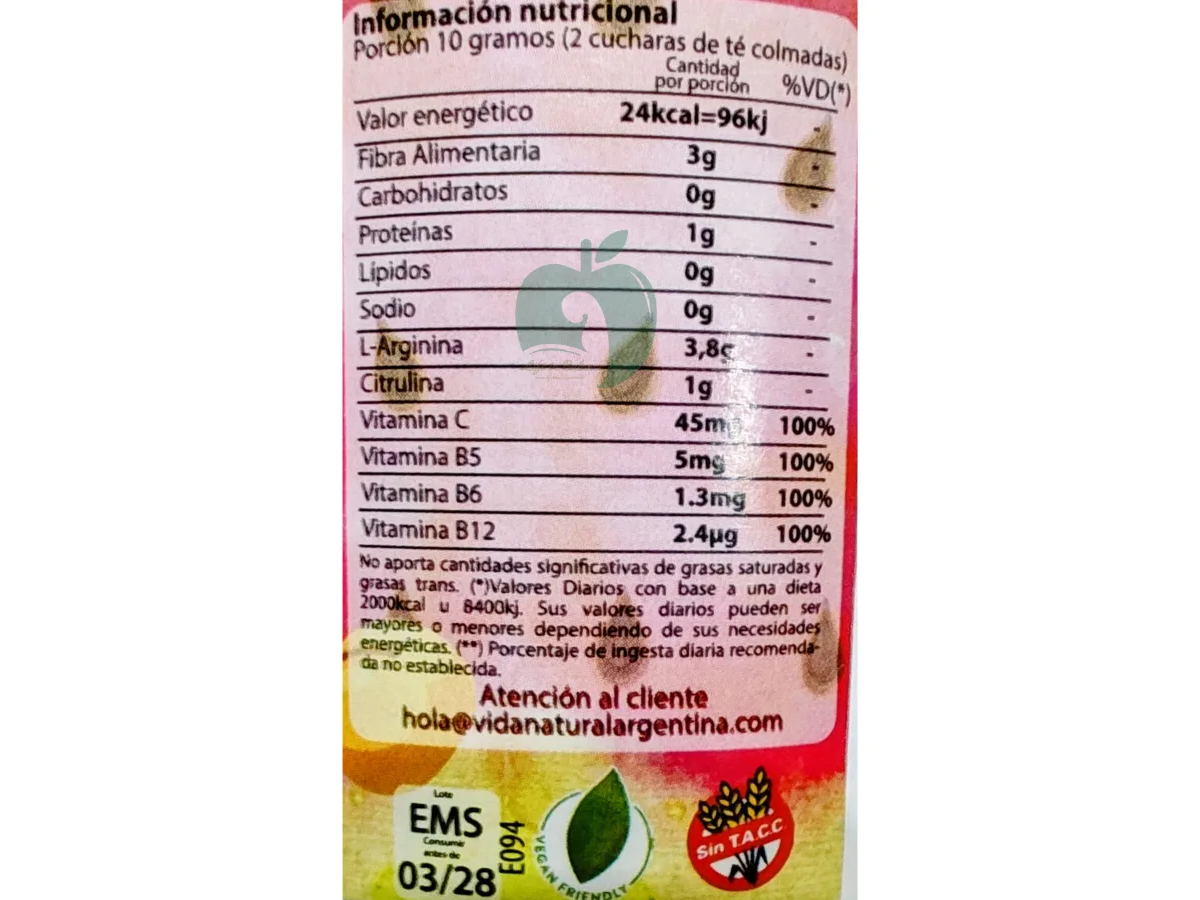 Información nutricional
Porción 10 gramos (2 cucharas de té colmadas)
Cantidad
por porción %VD(*)
Valor energético 24kcal=96kj -
Fibra Alimentaria 3g -
Carbohidratos 0g -
Proteínas 1g -
Lípidos 0g -
Sodio 0g -
L-Arginina 3,8g -
Citrulina 1g -
Vitamina C 45mg 100%
Vitamina B5 5mg 100%
Vitamina B6 1.3mg 100%
Vitamina B12 2.4µg 100%
No aporta cantidades significativas de grasas saturadas y
grasas trans. (*)Valores Diarios con base a una dieta
2000kcal u 8400kj. Sus valores diarios pueden ser
mayores o menores dependiendo de sus necesidades
energéticas. (**) Porcentaje de ingesta diaria recomenda-
da no establecida.
Atención al cliente
hola@vidanaturalargentina.com
Lote
EMS
Consumir
antes de
03/28
E094
VEGAN FRIENDLY
Sin T.A.C.C.